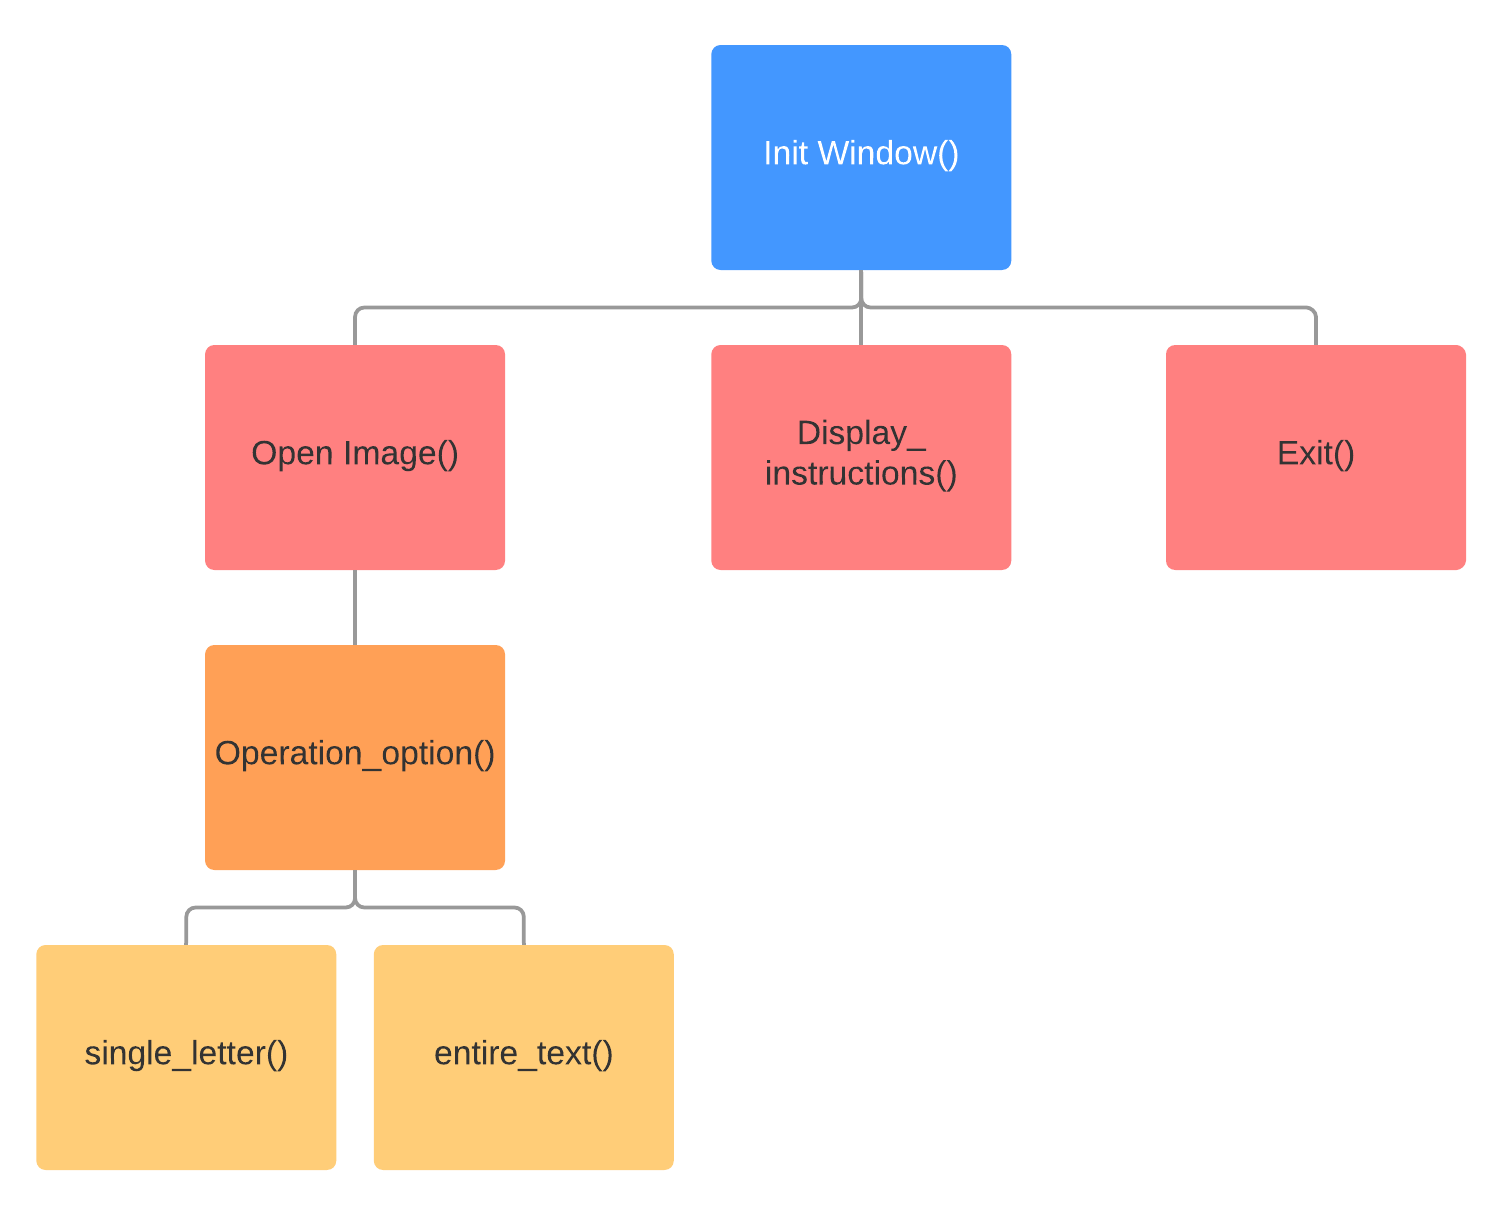 Init Window()
Open Image()
Display_
instructions()
Exit()
Operation_option()
single_letter()
entire_text()